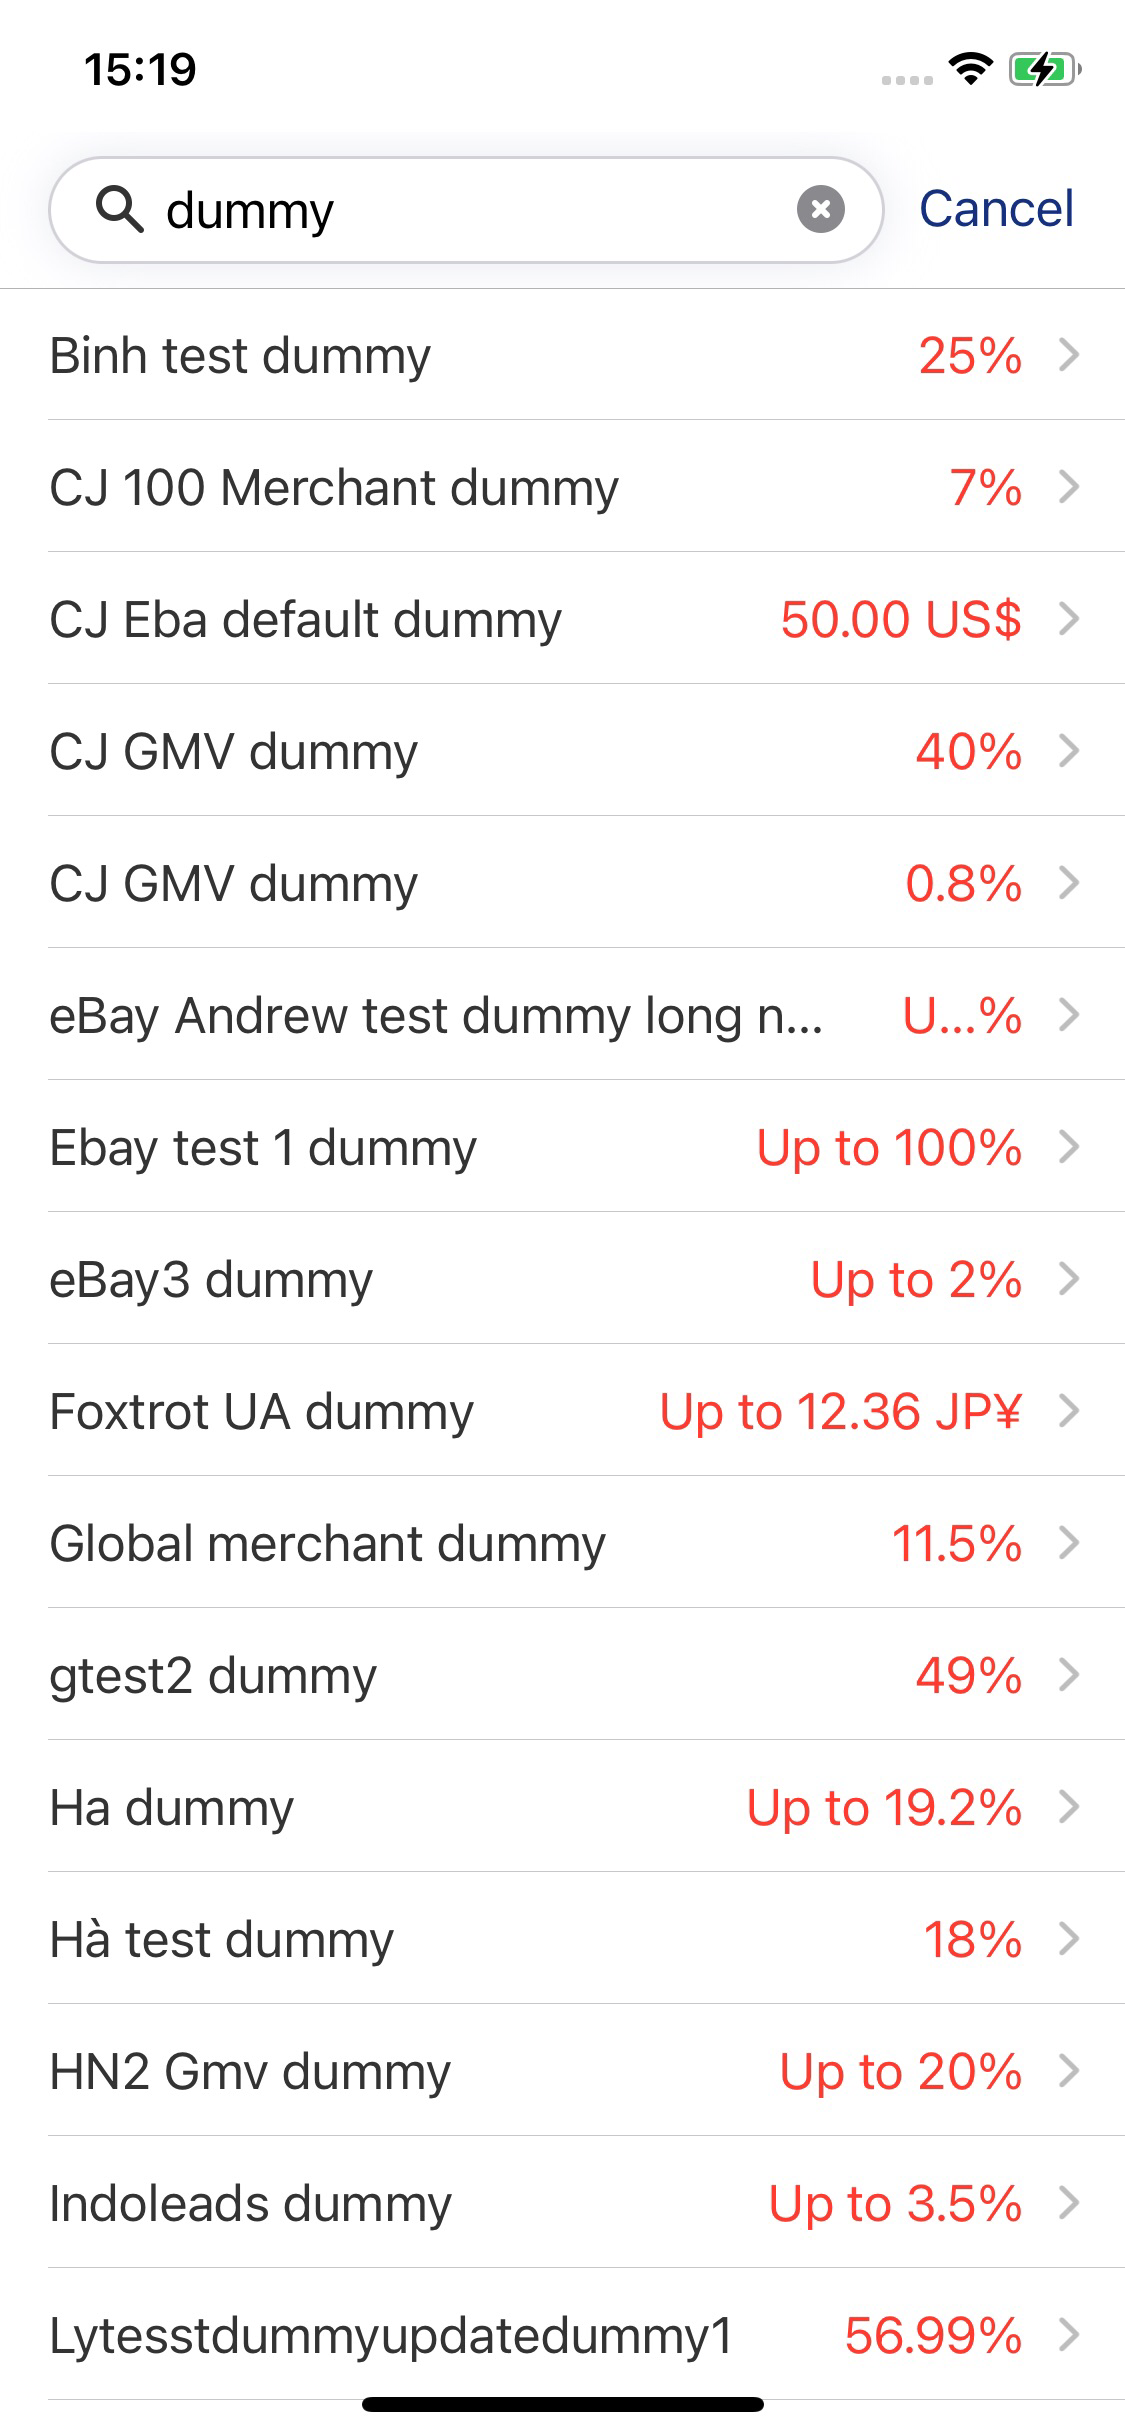 15:19
dummy
Cancel
Binh test dummy 25%
CJ 100 Merchant dummy 7%
CJ Eba default dummy 50.00 US$
CJ GMV dummy 40%
CJ GMV dummy 0.8%
eBay Andrew test dummy long n... U...%
Ebay test 1 dummy Up to 100%
eBay3 dummy Up to 2%
Foxtrot UA dummy Up to 12.36 JP¥
Global merchant dummy 11.5%
gtest2 dummy 49%
Ha dummy Up to 19.2%
Hà test dummy 18%
HN2 Gmv dummy Up to 20%
Indoleads dummy Up to 3.5%
Lytesstdummyupdatedummy1 56.99%